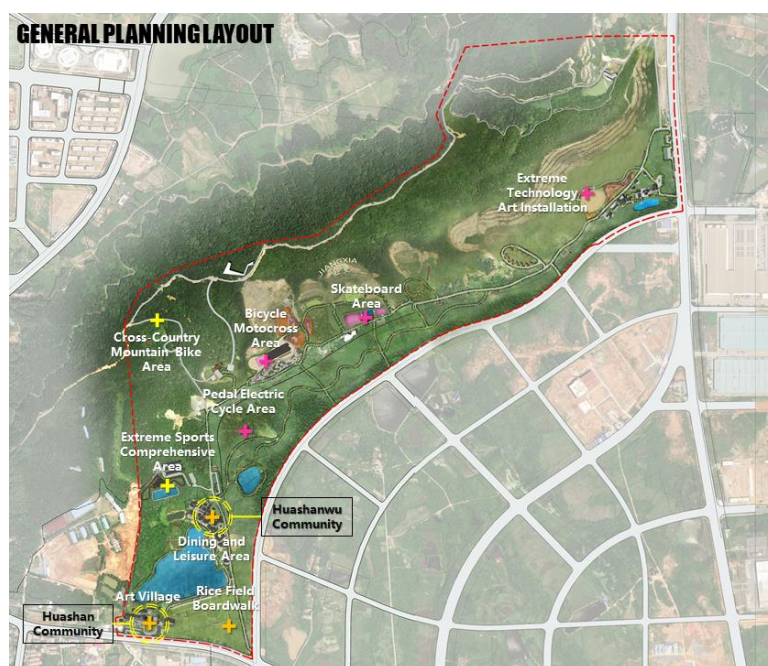 GENERAL PLANNING LAYOUT
Extreme
Technology
Art Installation
JIANGXIA
Skateboard
Area
Bicycle
Motocross
Area
Cross-Country
Mountain Bike
Area
Pedal Electric
Cycle Area
Extreme Sports
Comprehensive
Area
Huashanwu
Community
Dining and
Leisure Area
Art Village
Rice Field
Boardwalk
Huashan
Community